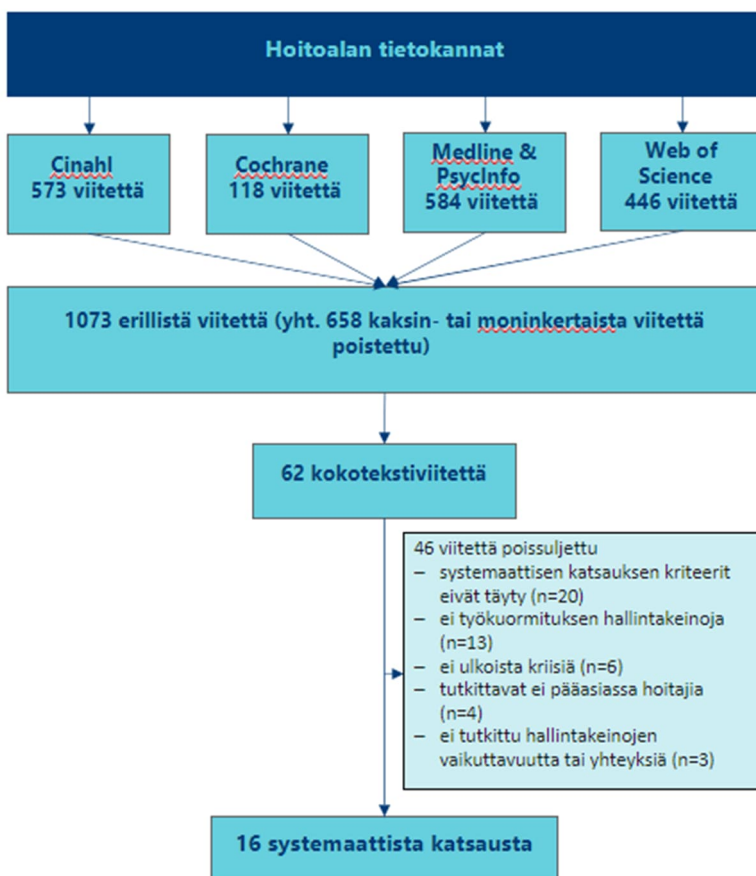 Hoitoalan tietokannat
Cinahl
573 viitettä
Cochrane
118 viitettä
Medline &
PsycInfo
584 viitettä
Web of
Science
446 viitettä
1073 erillistä viitettä (yht. 658 kaksin- tai moninkertaista viitettä
poistettu)
62 kokotekstiviitettä
46 viitettä poissuljettu
– systemaattisen katsauksen kriteerit
eivät täyty (n=20)
– ei työkuormituksen hallintakeinoja
(n=13)
– ei ulkoista kriisiä (n=6)
– tutkittavat ei pääasiassa hoitajia
(n=4)
– ei tutkittu hallintakeinojen
vaikuttavuutta tai yhteyksiä (n=3)
16 systemaattista katsausta